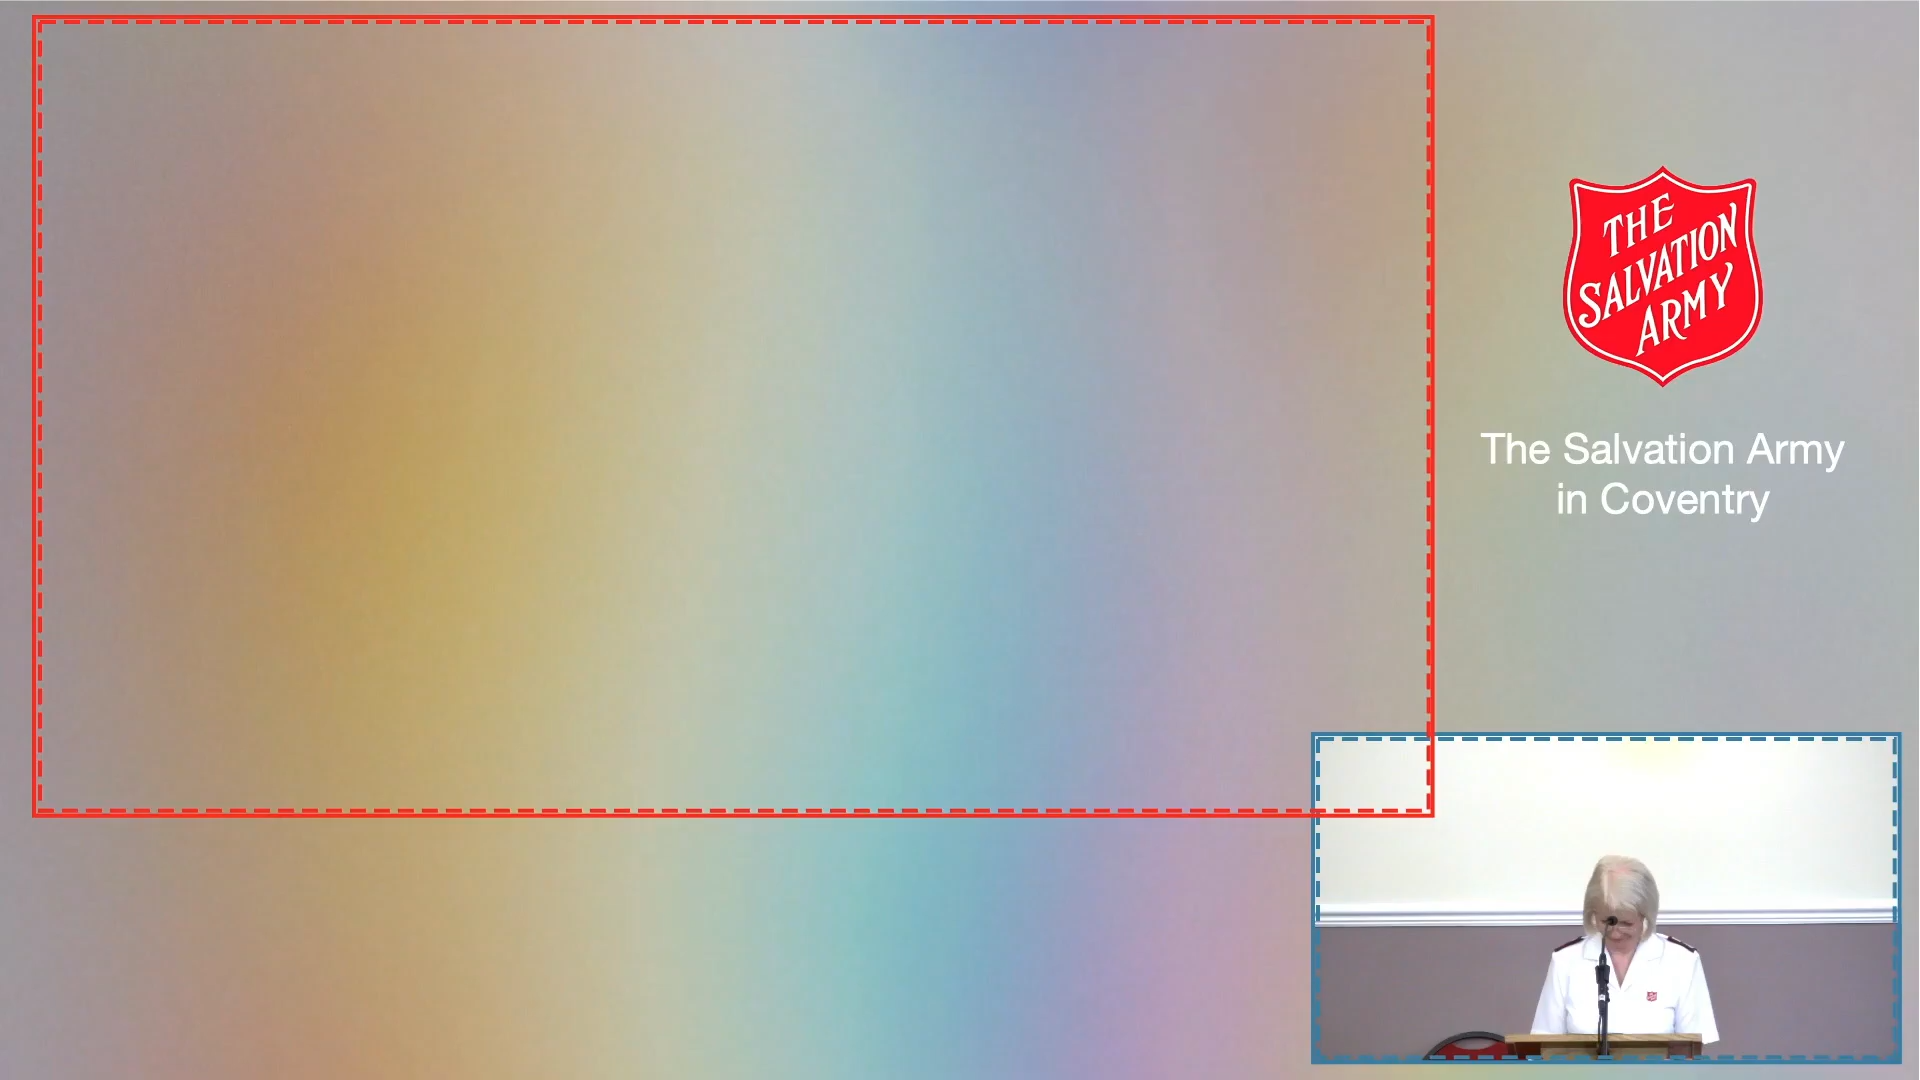 THE
SALVATION
ARMY
The Salvation Army
in Coventry